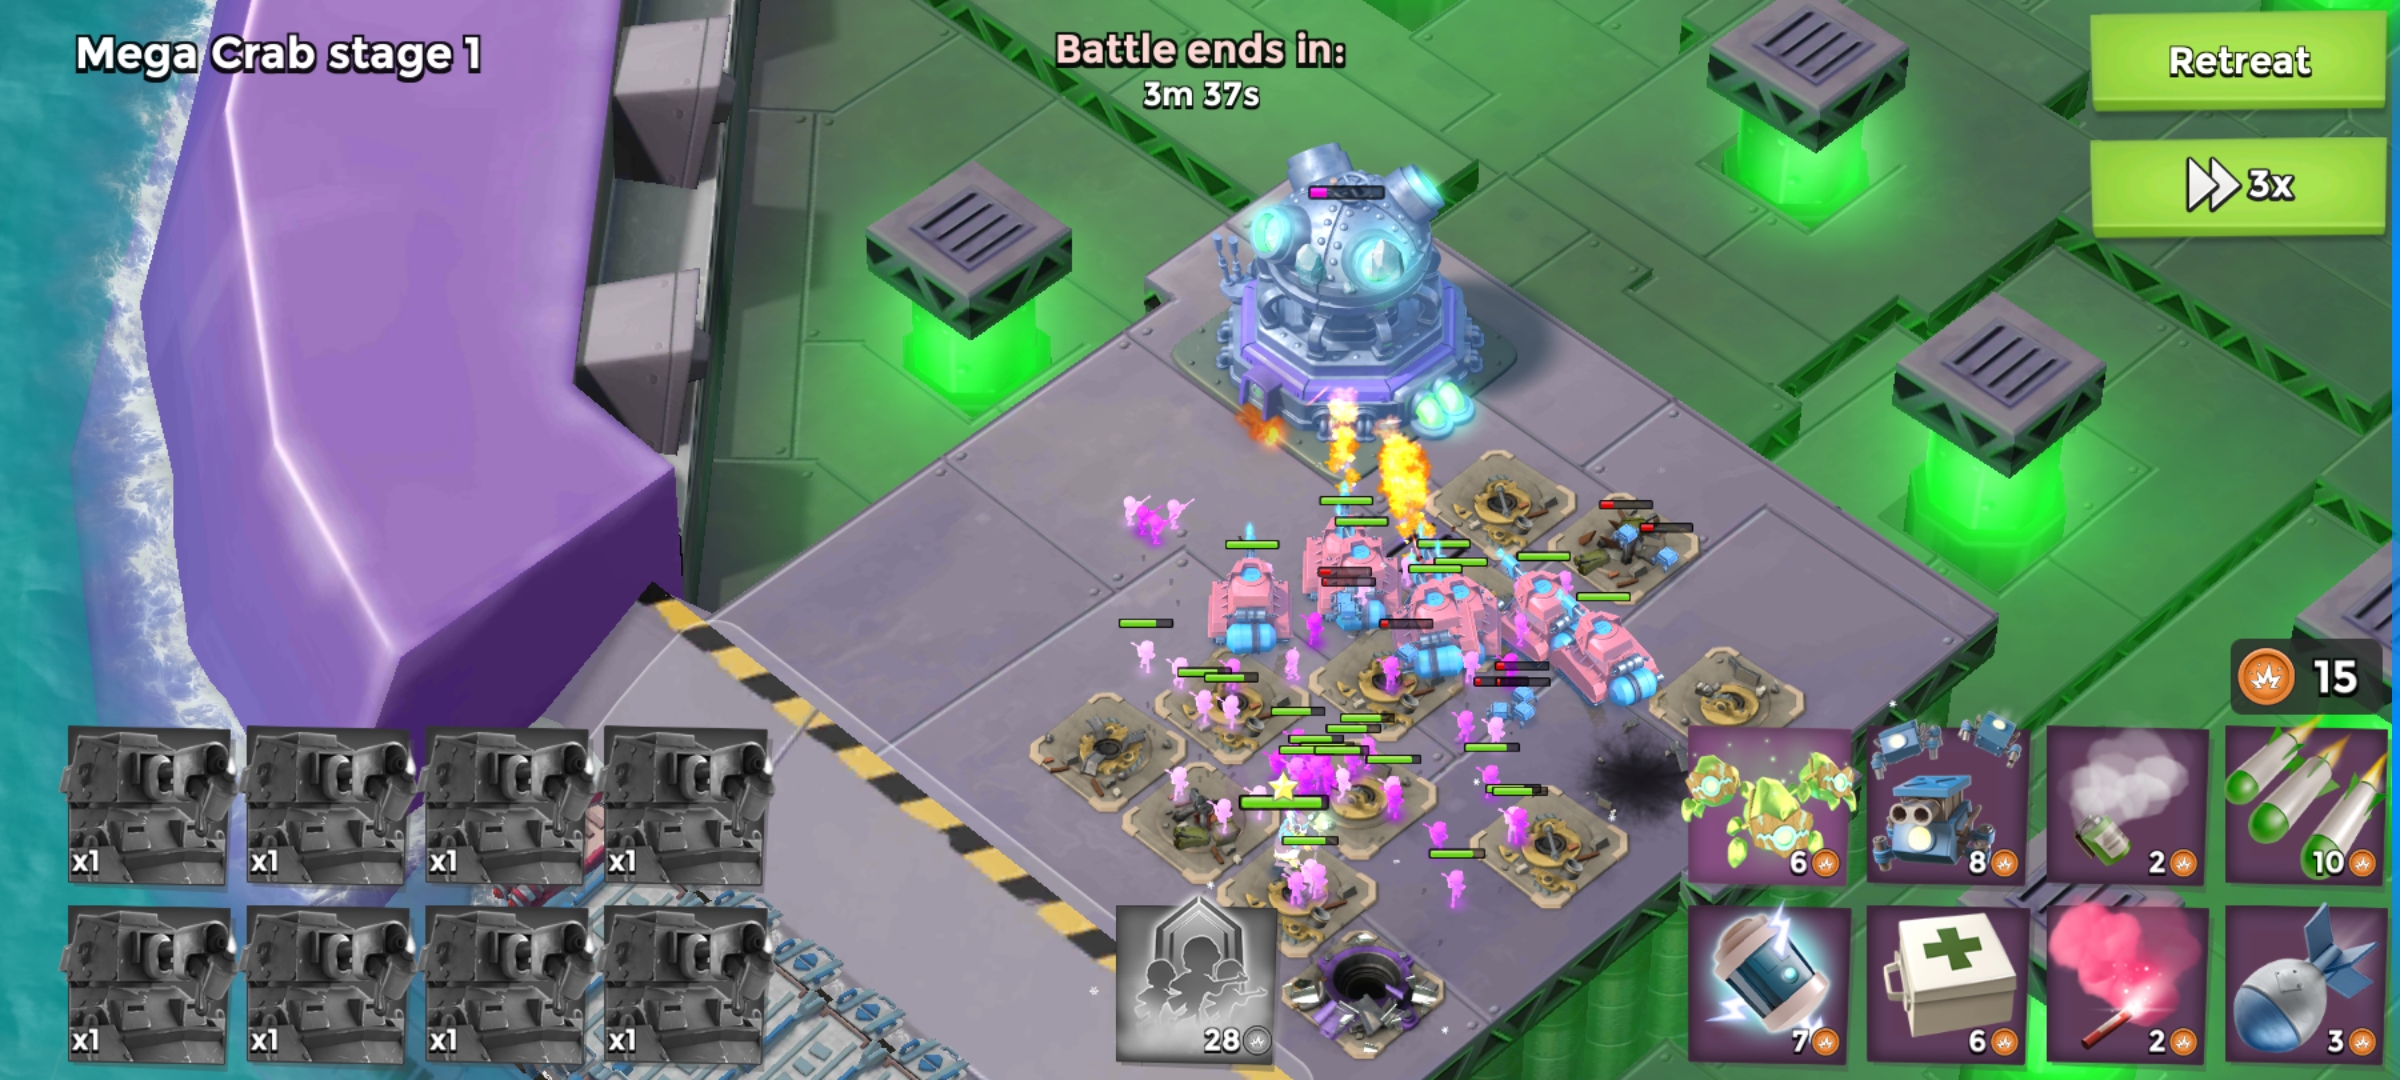 Mega Crab stage 1
Battle ends in:
3m 37s
Retreat
3x
15
x1 x1 x1 x1
6 8 2 10
x1 x1 x1 x1
28
7 6 2 3